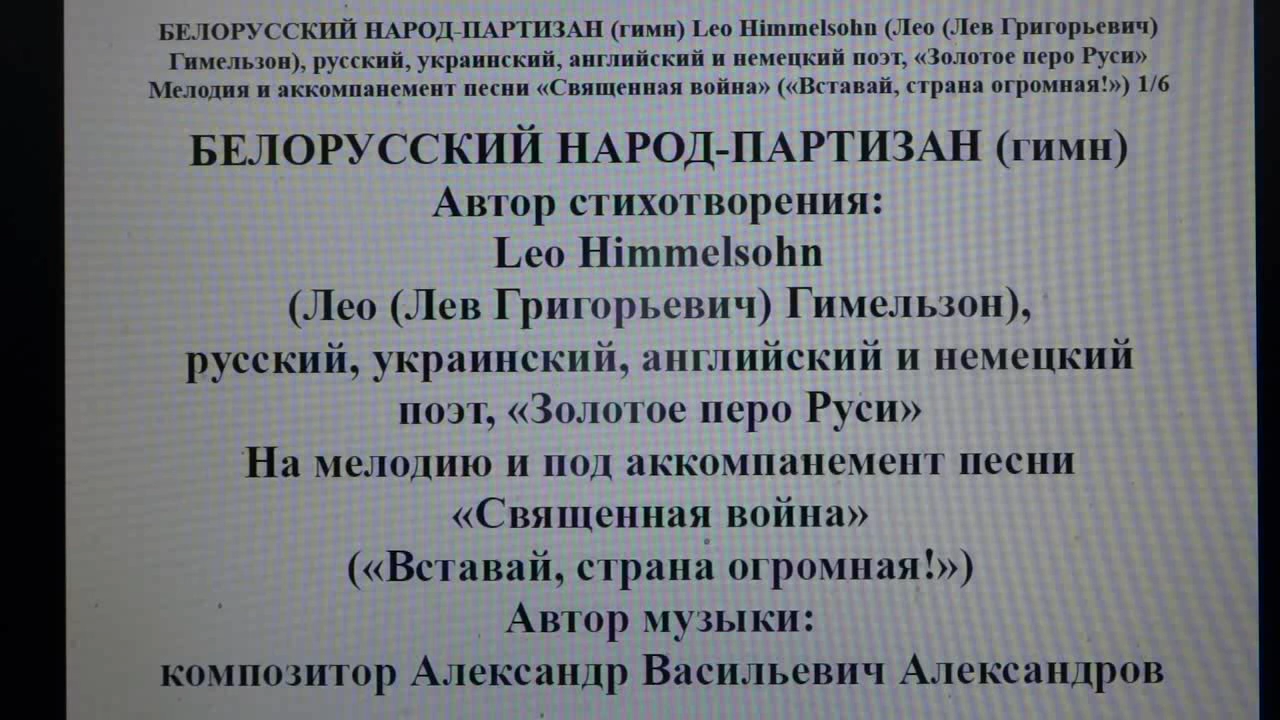 БЕЛОРУССКИЙ НАРОД-ПАРТИЗАН (гимн) Leo Himmelsohn (Лео (Лев Григорьевич)
Гимельзон), русский, украинский, английский и немецкий поэт, «Золотое перо Руси»
Мелодия и аккомпанемент песни «Священная война» («Вставай, страна огромная!») 1/6
БЕЛОРУССКИЙ НАРОД-ПАРТИЗАН (гимн)
Автор стихотворения:
Leo Himmelsohn
(Лео (Лев Григорьевич) Гимельзон),
русский, украинский, английский и немецкий
поэт, «Золотое перо Руси»
На мелодию и под аккомпанемент песни
«Священная война»
(«Вставай, страна огромная!»)
Автор музыки:
композитор Александр Васильевич Александров